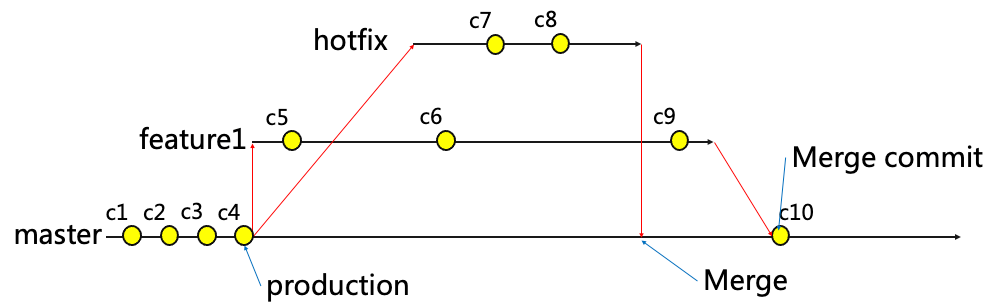 c7
c8
hotfix
c5
c6
c9
feature1
Merge commit
c1
c2
c3
c4
c10
master
production
Merge